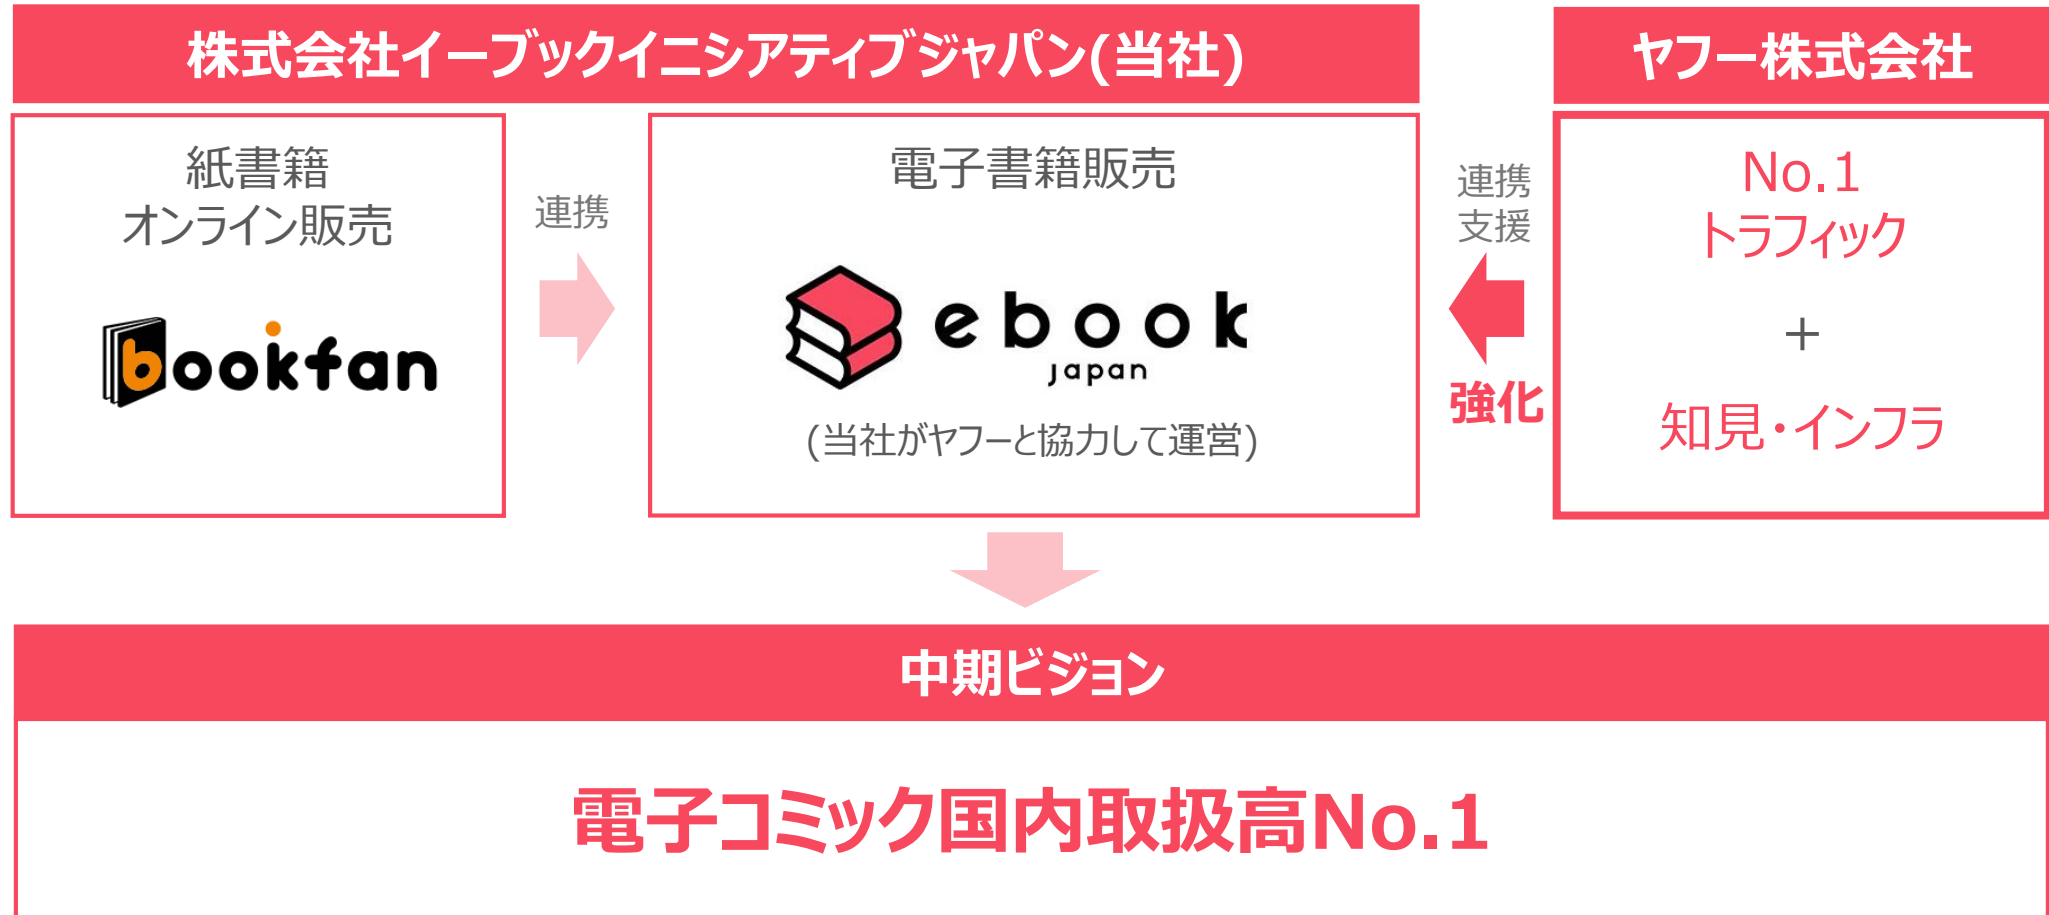 株式会社イーブックイニシアティブジャパン(当社)
ヤフー株式会社
紙書籍
オンライン販売
bookfan
連携
電子書籍販売
ebook
japan
(当社がヤフーと協力して運営)
連携
支援
強化
No.1
トラフィック
+
知見・インフラ
中期ビジョン
電子コミック国内取扱高No.1